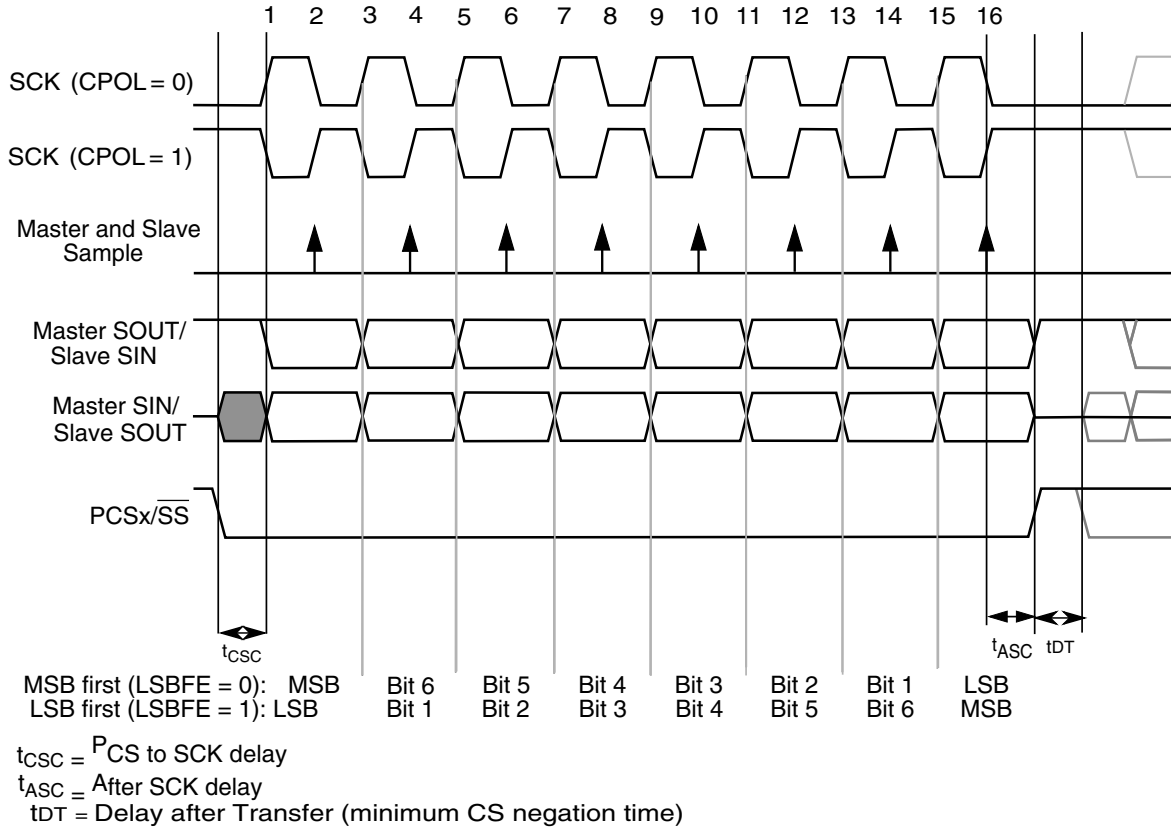 1 2 3 4 5 6 7 8 9 10 11 12 13 14 15 16
SCK (CPOL = 0)
SCK (CPOL = 1)
Master and Slave
Sample
Master SOUT/
Slave SIN
Master SIN/
Slave SOUT
PCSx/SS
tCSC
tASC
tDT
MSB first (LSBFE = 0): MSB Bit 6 Bit 5 Bit 4 Bit 3 Bit 2 Bit 1 LSB
LSB first (LSBFE = 1): LSB Bit 1 Bit 2 Bit 3 Bit 4 Bit 5 Bit 6 MSB
tCSC = PCS to SCK delay
tASC = After SCK delay
tDT = Delay after Transfer (minimum CS negation time)